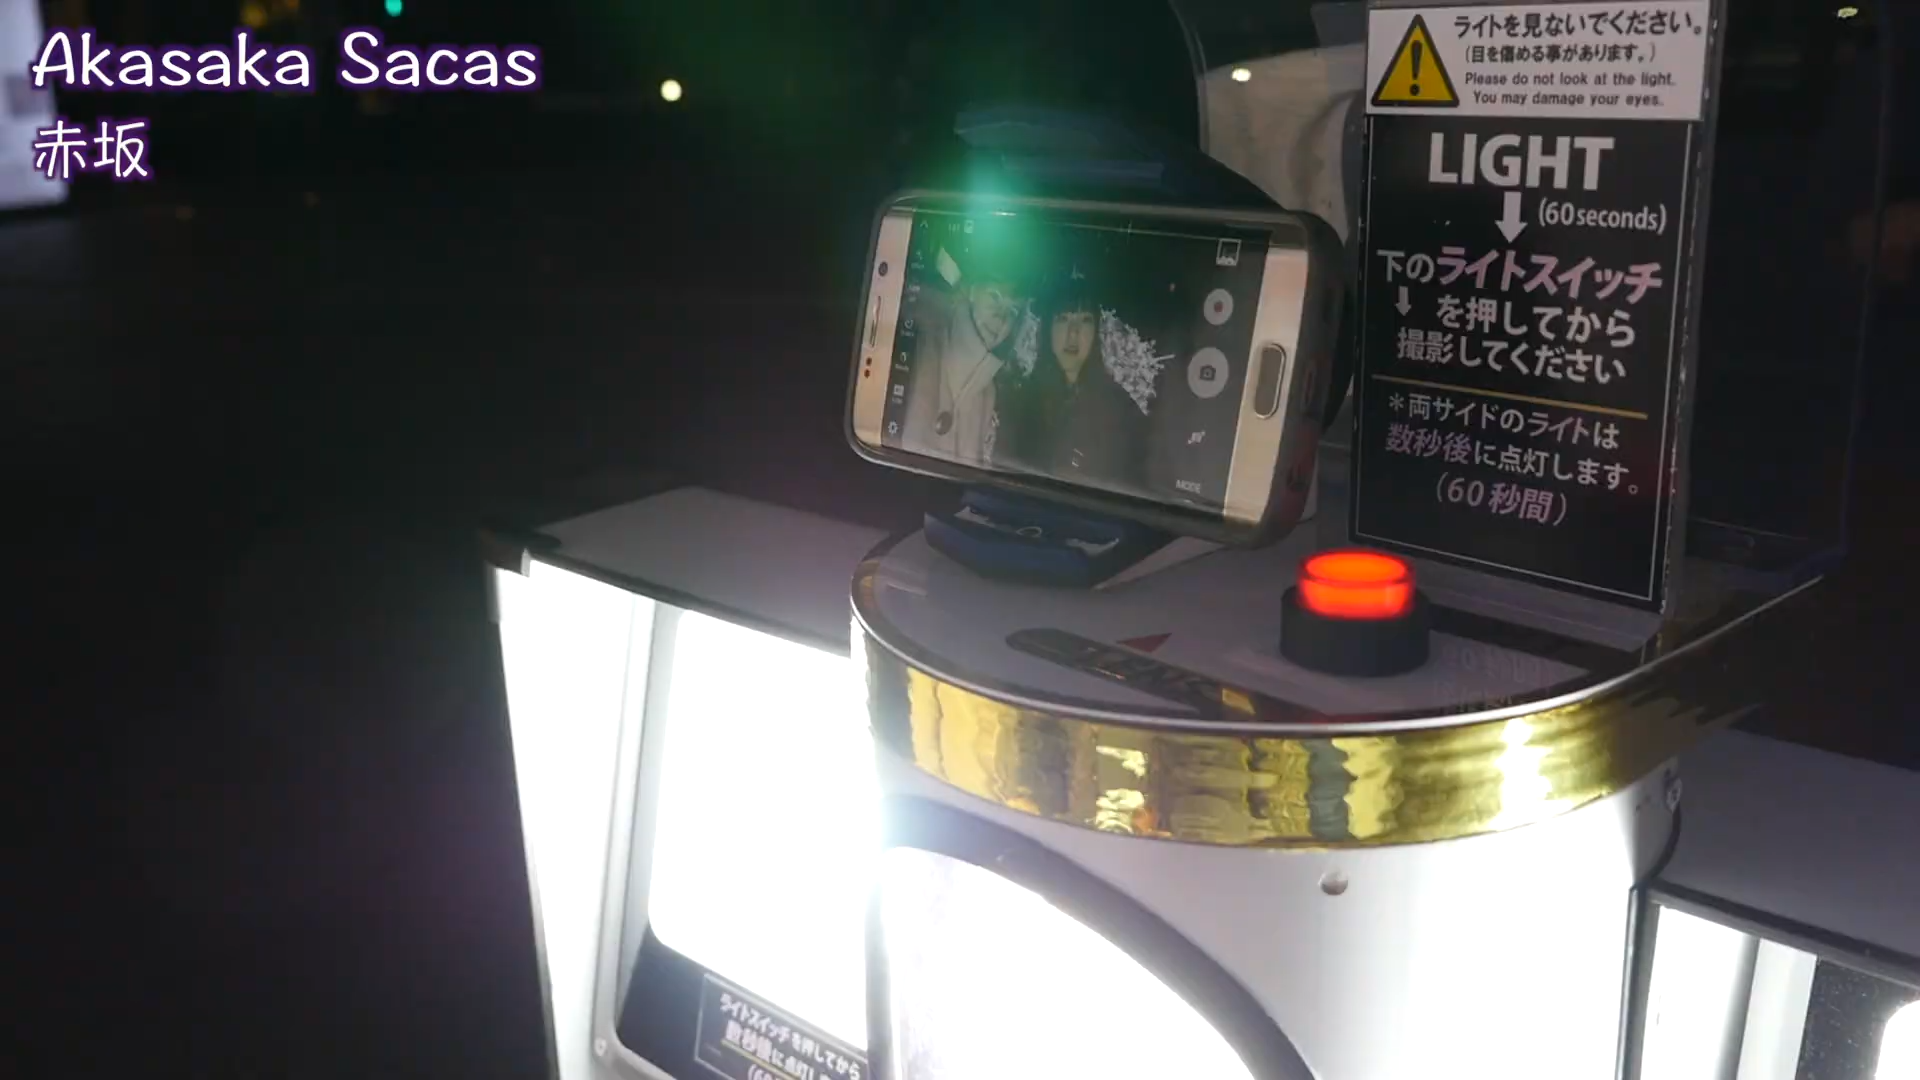 Akasaka Sacas
赤坂
ライトを見ないでください。
(目を傷める事があります。)
Please do not look at the light.
You may damage your eyes.
LIGHT
(60seconds)
下のライトスイッチ
を押してから
撮影してください
＊両サイドのライトは
数秒後に点灯します。
(60秒間)
MODE
ライトスイッチを押してから
数秒後に点灯しま